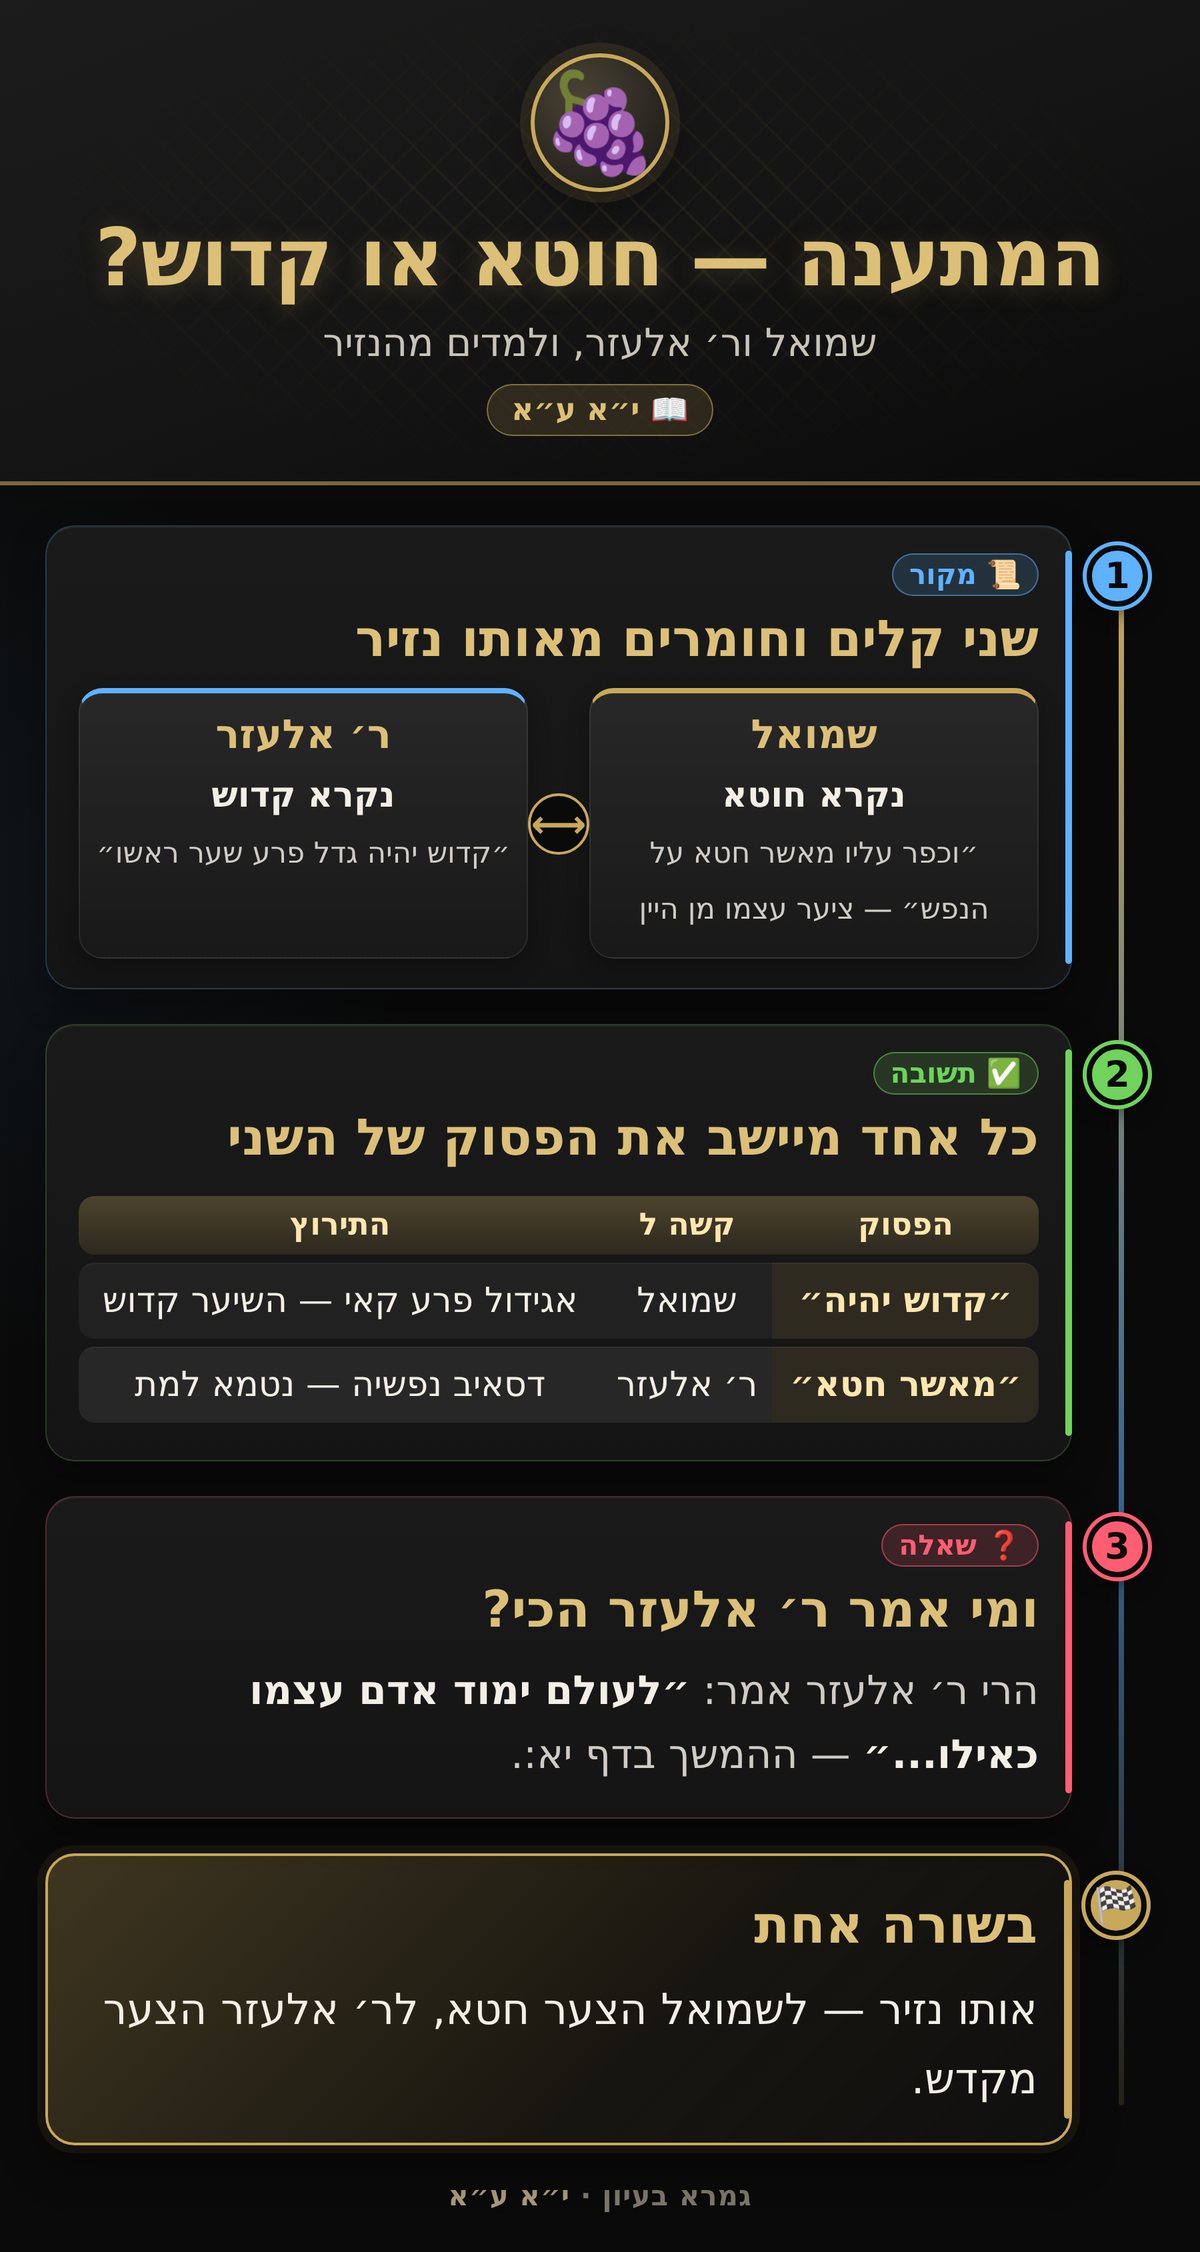 המתענה — חוטא או קדוש?
שמואל ור׳ אלעזר, ולמדים מהנזיר
📖 י״א ע״א
1
📜 מקור
שני קלים וחומרים מאותו נזיר
שמואל
נקרא חוטא
״וכפר עליו מאשר חטא על
הנפש״ — ציער עצמו מן היין
⟷
ר׳ אלעזר
נקרא קדוש
״קדוש יהיה גדל פרע שער ראשו״
2
✅ תשובה
כל אחד מיישב את הפסוק של השני
הפסוק קשה ל התירוץ
״קדוש יהיה״ שמואל אגידול פרע קאי — השיער קדוש
״מאשר חטא״ ר׳ אלעזר דסאיב נפשיה — נטמא למת
3
❓ שאלה
ומי אמר ר׳ אלעזר הכי?
הרי ר׳ אלעזר אמר: ״לעולם ימוד אדם עצמו
כאילו...״ — ההמשך בדף יא:.
בשורה אחת
אותו נזיר — לשמואל הצער חטא, לר׳ אלעזר הצער
מקדש.
גמרא בעיון · י״א ע״א